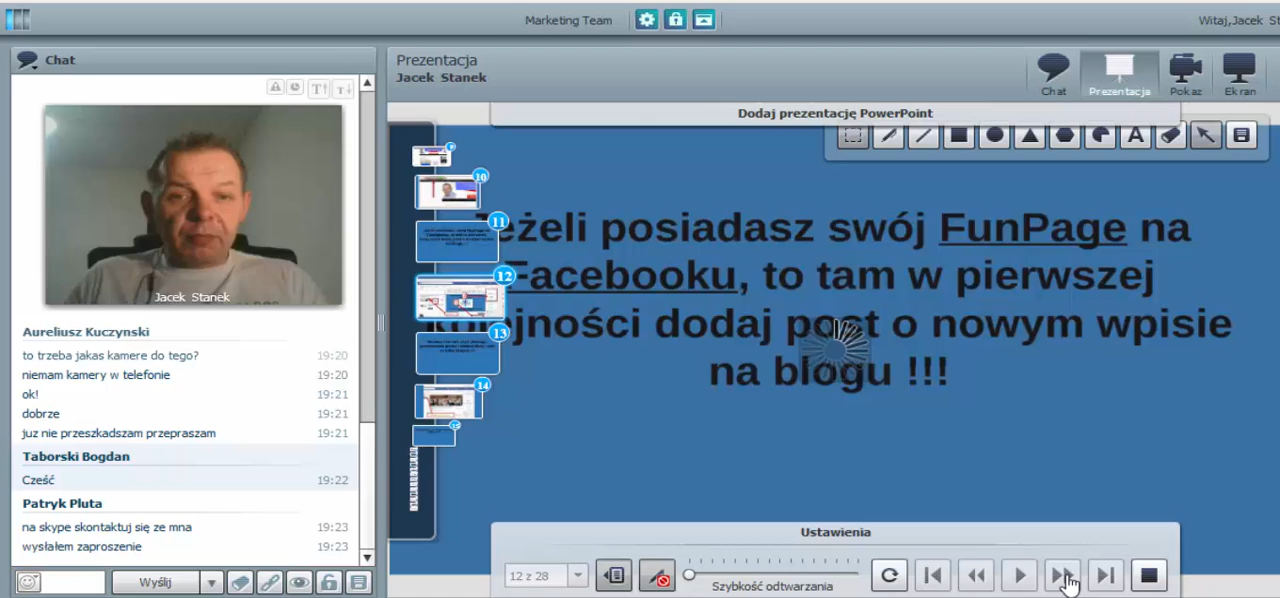 Marketing Team
Witaj,Jacek St
Chat
Prezentacja
Jacek Stanek
Chat
Prezentacja
Pokaz
Ekran
Dodaj prezentację PowerPoint
A
Jacek Stanek
10
11
12
13
14
Jeżeli posiadasz swój FunPage na
Facebooku, to tam w pierwszej
kolejności dodaj post o nowym wpisie
na blogu !!!
Aureliusz Kuczynski
to trzeba jakas kamere do tego? 19:20
niemam kamery w telefonie 19:20
ok! 19:21
dobrze 19:21
juz nie przeszkadszam przepraszam 19:21
Taborski Bogdan
Cześć 19:22
Patryk Pluta
na skype skontaktuj się ze mna 19:23
wysłałem zaproszenie 19:23
Wyślij
Ustawienia
12 z 28
Szybkość odtwarzania